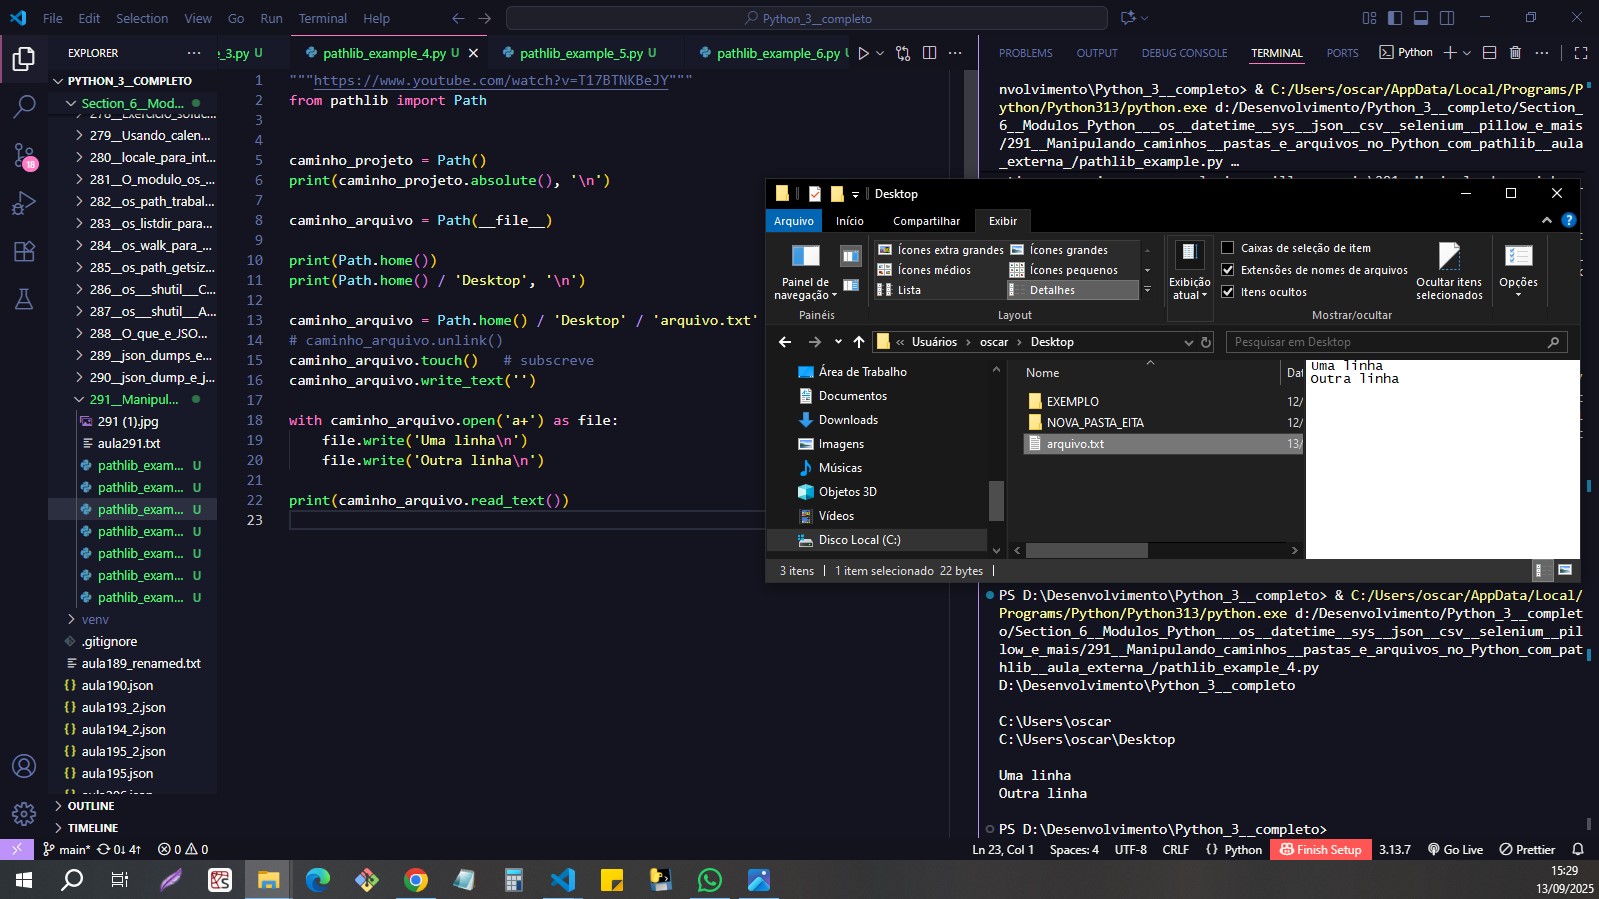 File Edit Selection View Go Run Terminal Help
Python_3__completo
EXPLORER
_3.py U
pathlib_example_4.py U
pathlib_example_5.py U
pathlib_example_6.py U
PYTHON_3__COMPLETO
Section_6__Mod...
279__Usando_calen...
280__locale_para_int...
281__O_modulo_os_...
282__os_path_trabal...
283__os_listdir_para...
284__os_walk_para_...
285__os_path_getsiz...
286__os___shutil___C...
287__os___shutil___A...
288__O_que_e_JSO...
289__json_dumps_e...
290__json_dump_e_j...
291__Manipul...
291 (1).jpg
aula291.txt
pathlib_exam... U
pathlib_exam... U
pathlib_exam... U
pathlib_exam... U
pathlib_exam... U
pathlib_exam... U
pathlib_exam... U
venv
.gitignore
aula189_renamed.txt
aula190.json
aula193_2.json
aula194_2.json
aula195_2.json
aula195.json
OUTLINE
TIMELINE
1 """https://www.youtube.com/watch?v=T17BTNKBeJY"""
2 from pathlib import Path
3
4
5 caminho_projeto = Path()
6 print(caminho_projeto.absolute(), '\n')
7
8 caminho_arquivo = Path(__file__)
9
10 print(Path.home())
11 print(Path.home() / 'Desktop', '\n')
12
13 caminho_arquivo = Path.home() / 'Desktop' / 'arquivo.txt'
14 # caminho_arquivo.unlink()
15 caminho_arquivo.touch()   # subscreve
16 caminho_arquivo.write_text('')
17
18 with caminho_arquivo.open('a+') as file:
19     file.write('Uma linha\n')
20     file.write('Outra linha\n')
21
22 print(caminho_arquivo.read_text())
23
PROBLEMS OUTPUT DEBUG CONSOLE TERMINAL PORTS Python
nvolvimento\Python_3__completo> & C:/Users/oscar/AppData/Local/Programs/P
ython/Python313/python.exe d:/Desenvolvimento/Python_3__completo/Section_
6__Modulos_Python___os__datetime__sys__json__csv__selenium__pillow_e_mais
/291__Manipulando_caminhos__pastas_e_arquivos_no_Python_com_pathlib__aula
_externa_/pathlib_example.py …
Desktop
Arquivo Início Compartilhar Exibir
Painel de navegação
Ícones extra grandes Ícones grandes
Ícones médios Ícones pequenos
Lista Detalhes
Exibição atual
Caixas de seleção de item
Extensões de nomes de arquivos
Itens ocultos
Ocultar itens selecionados
Opções
Painéis Layout Mostrar/ocultar
« Usuários › oscar › Desktop
Pesquisar em Desktop
Área de Trabalho
Documentos
Downloads
Imagens
Músicas
Objetos 3D
Vídeos
Disco Local (C:)
Nome Dat
EXEMPLO 12/
NOVA_PASTA_EITA 12/
arquivo.txt 13/
Uma linha
Outra linha
3 itens 1 item selecionado 22 bytes
PS D:\Desenvolvimento\Python_3__completo> & C:/Users/oscar/AppData/Local/
Programs/Python/Python313/python.exe d:/Desenvolvimento/Python_3__complet
o/Section_6__Modulos_Python___os__datetime__sys__json__csv__selenium__pil
low_e_mais/291__Manipulando_caminhos__pastas_e_arquivos_no_Python_com_pat
hlib__aula_externa_/pathlib_example_4.py
D:\Desenvolvimento\Python_3__completo
C:\Users\oscar
C:\Users\oscar\Desktop
Uma linha
Outra linha
PS D:\Desenvolvimento\Python_3__completo>
18
main* 0↓ 4↑ 0 0
Ln 23, Col 1 Spaces: 4 UTF-8 CRLF {} Python Finish Setup 3.13.7 Go Live Prettier
15:29
13/09/2025